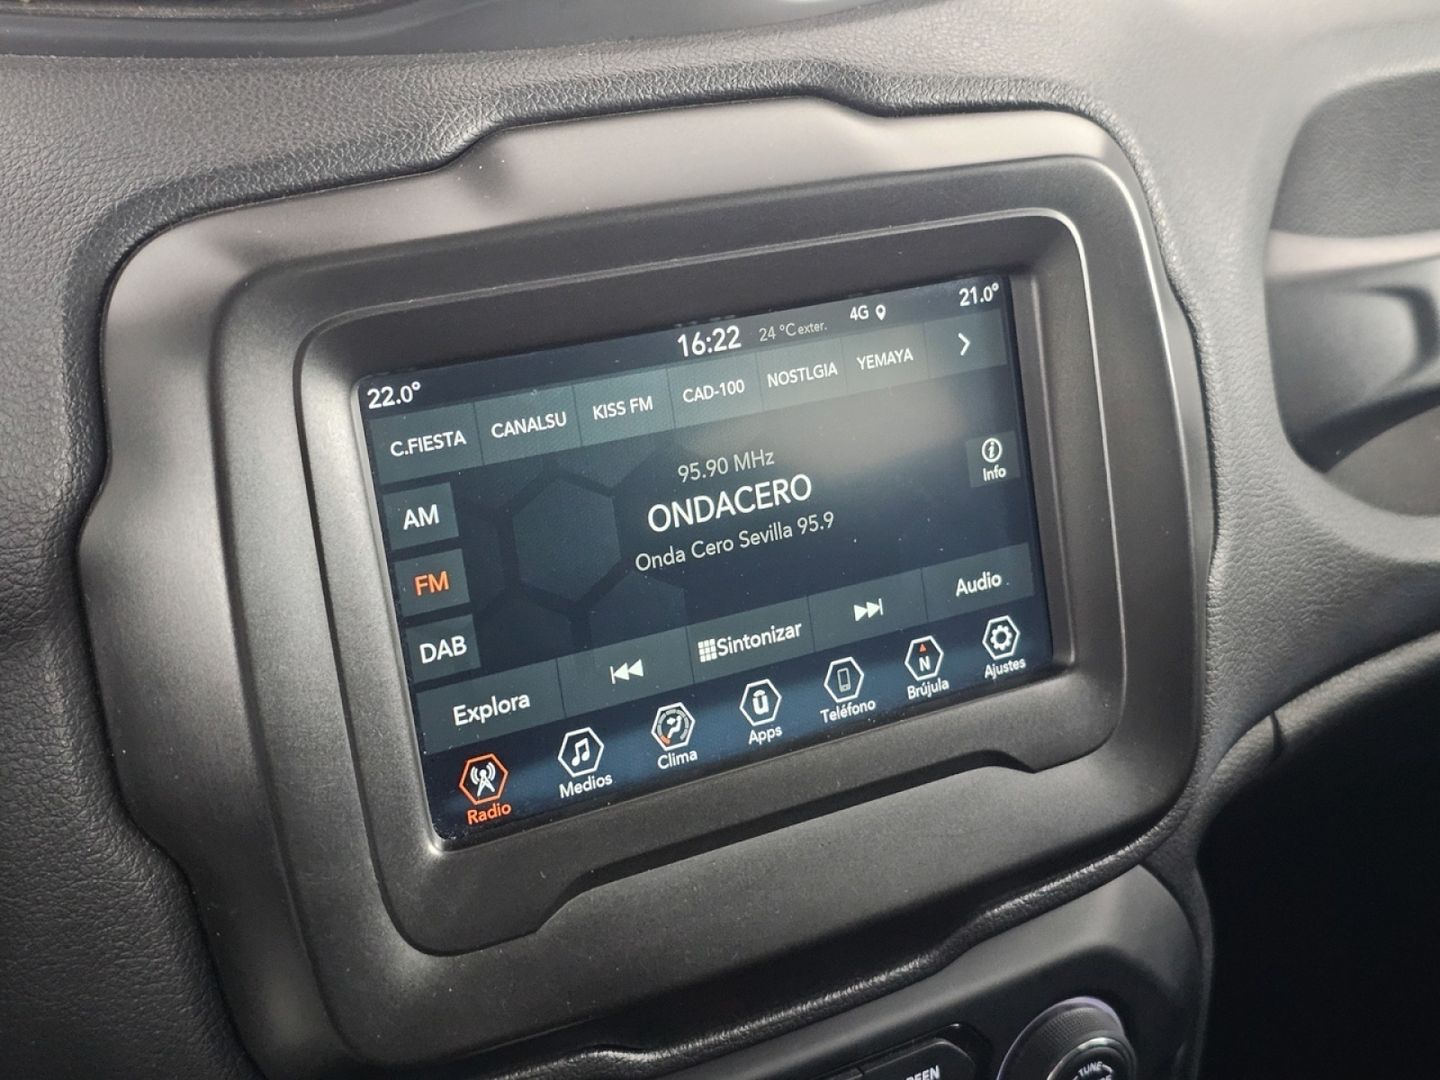 22.0°
16:22
24 °C exter.
4G
21.0°
C.FIESTA
CANALSU
KISS FM
CAD-100
NOSTLGIA
YEMAYA
95.90 MHz
ONDACERO
Onda Cero Sevilla 95.9
Info
AM
FM
DAB
Explora
Sintonizar
Audio
Radio
Medios
Clima
ū
Apps
Teléfono
N
Brújula
Ajustes
TUNE